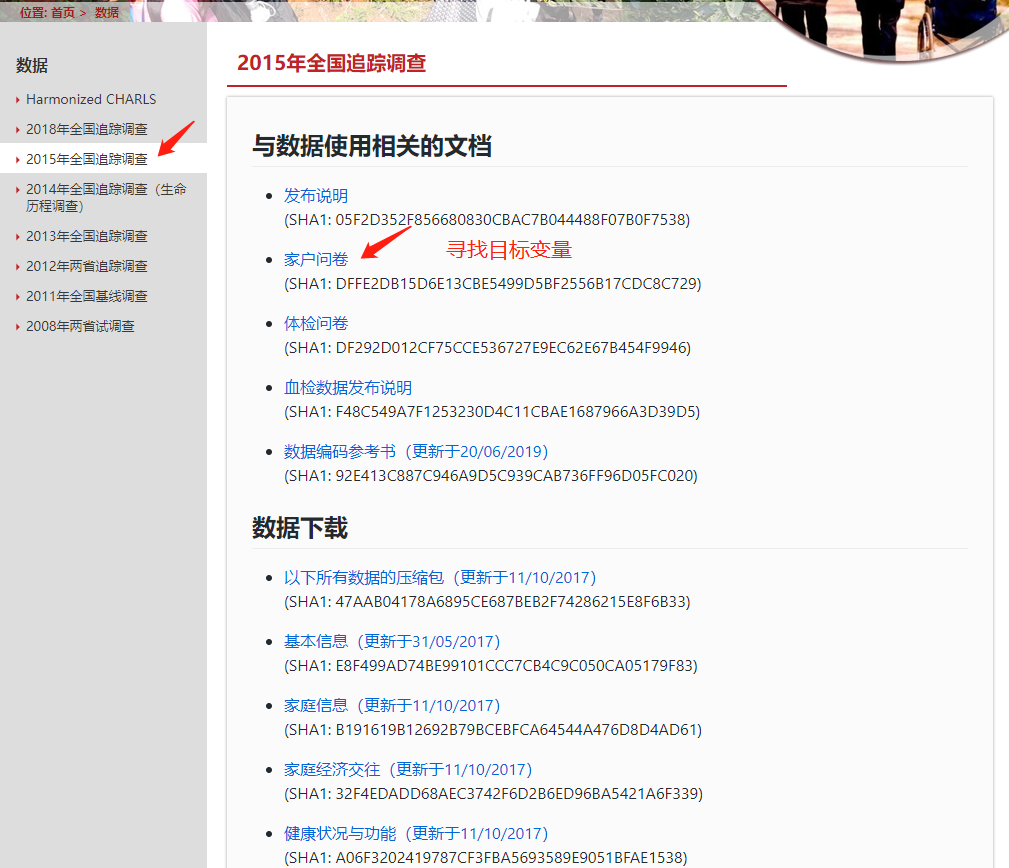 位置: 首页 > 数据
数据
Harmonized CHARLS
2018年全国追踪调查
2015年全国追踪调查
2014年全国追踪调查（生命
历程调查）
2013年全国追踪调查
2012年两省追踪调查
2011年全国基线调查
2008年两省试调查
2015年全国追踪调查
与数据使用相关的文档
发布说明
(SHA1: 05F2D352F856680830CBAC7B044488F07B0F7538)
家户问卷
寻找目标变量
(SHA1: DFFE2DB15D6E13CBE5499D5BF2556B17CDC8C729)
体检问卷
(SHA1: DF292D012CF75CCE536727E9EC62E67B454F9946)
血检数据发布说明
(SHA1: F48C549A7F1253230D4C11CBAE1687966A3D39D5)
数据编码参考书（更新于20/06/2019）
(SHA1: 92E413C887C946A9D5C939CAB736FF96D05FC020)
数据下载
以下所有数据的压缩包（更新于11/10/2017）
(SHA1: 47AAB04178A6895CE687BEB2F74286215E8F6B33)
基本信息（更新于31/05/2017）
(SHA1: E8F499AD74BE99101CCC7CB4C9C050CA05179F83)
家庭信息（更新于11/10/2017）
(SHA1: B191619B12692B79BCEBFCA64544A476D8D4AD61)
家庭经济交往（更新于11/10/2017）
(SHA1: 32F4EDADD68AEC3742F6D2B6ED96BA5421A6F339)
健康状况与功能（更新于11/10/2017）
(SHA1: A06F3202419787CF3FBA5693589E9051BFAE1538)